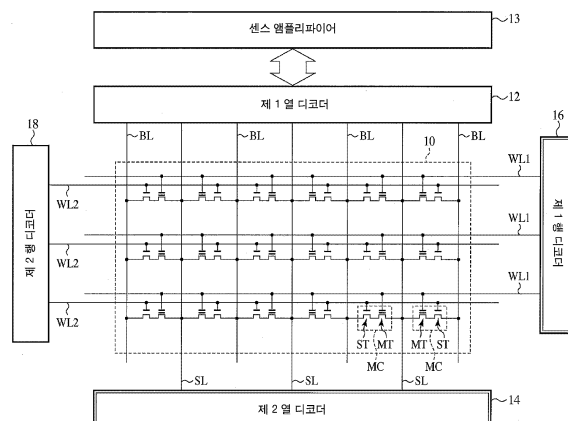 센스 앰플리파이어
13
제 1 열 디코더
12
18
16
BL
BL
BL
BL
10
WL1
WL2
WL1
WL2
WL1
WL2
제 2 행 디코더
제 1 행 디코더
ST
MT
MT
ST
MC
MC
SL
SL
SL
제 2 열 디코더
14